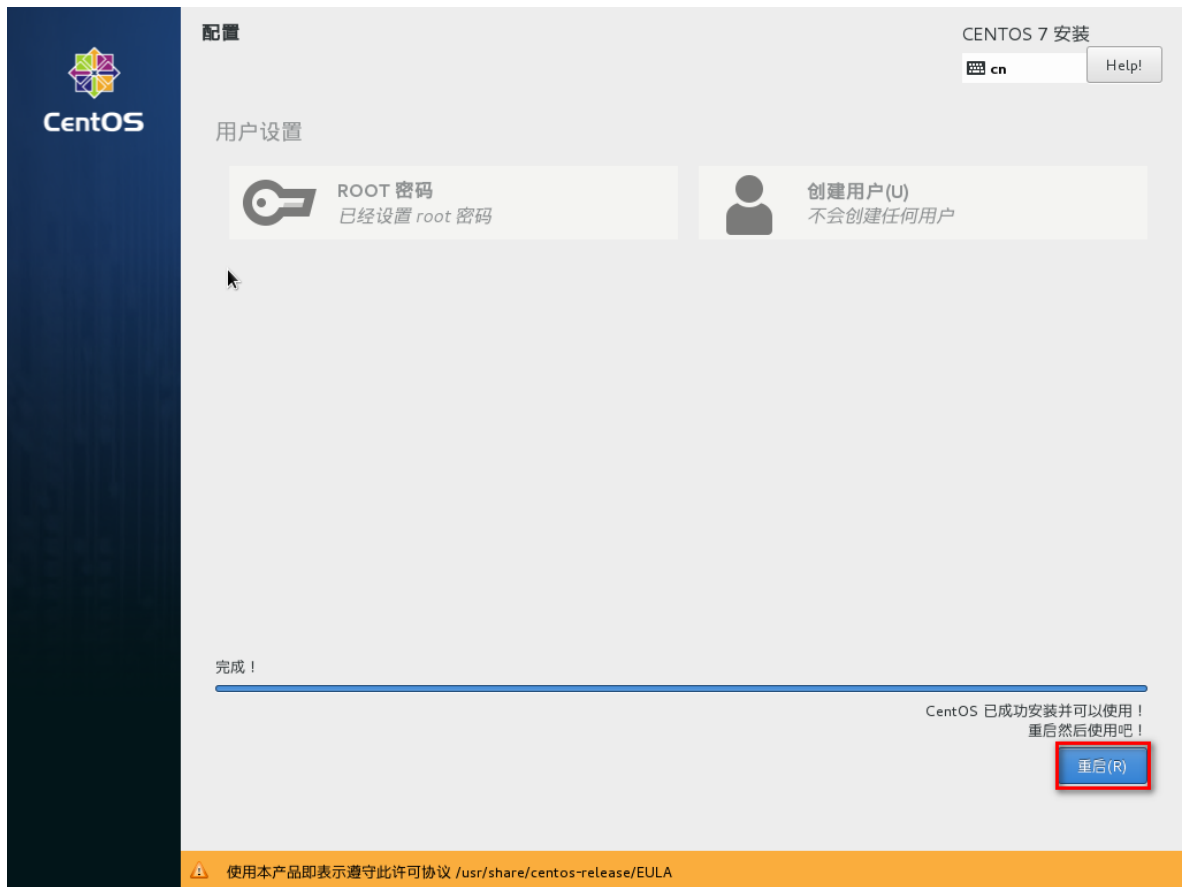 配置
CENTOS 7 安装
cn
Help!
CentOS
用户设置
ROOT 密码
已经设置 root 密码
创建用户(U)
不会创建任何用户
完成！
CentOS 已成功安装并可以使用！
重启然后使用吧！
重启(R)
使用本产品即表示遵守此许可协议 /usr/share/centos-release/EULA